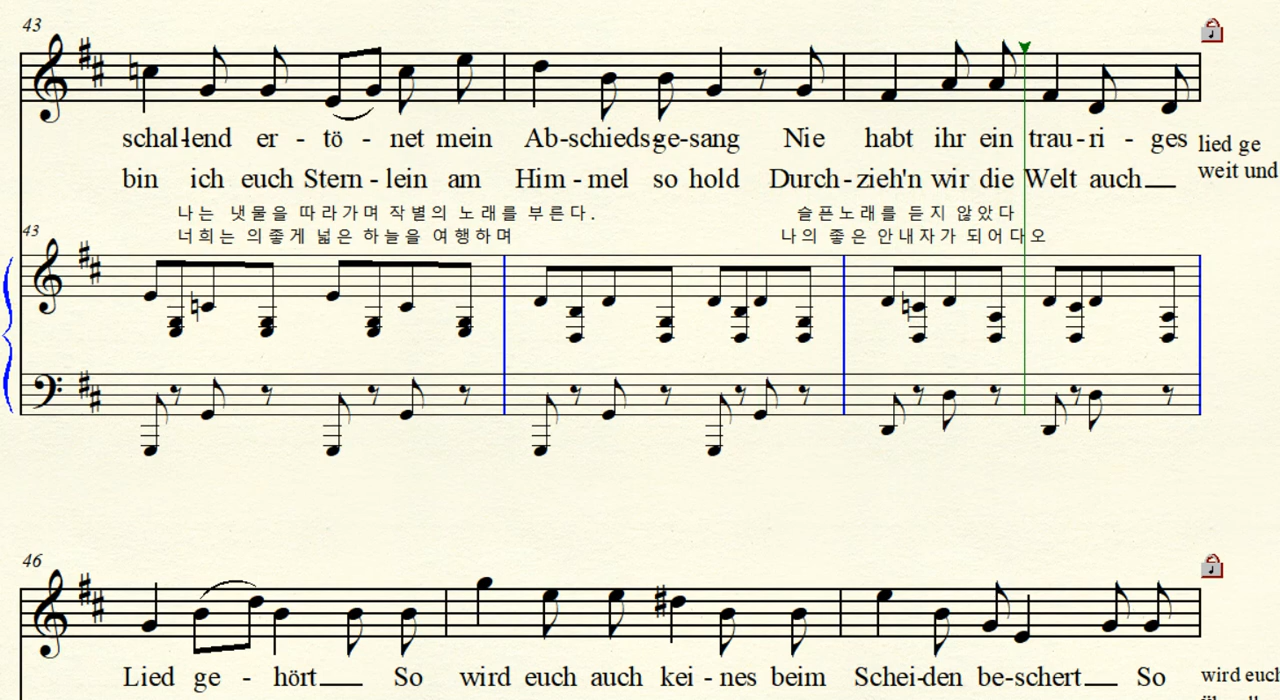 43
schal-lend er - tö - net mein Ab-schieds-ge-sang Nie habt ihr ein trau-ri - ges lied ge
bin ich euch Stern - lein am Him - mel so hold Durch-zieh'n wir die Welt auch weit und
나는 냇물을 따라가며 작별의 노래를 부른다. 슬픈노래를 듣지 않았다
너희는 의좋게 넓은 하늘을 여행하며 나의 좋은 안내자가 되어다오
43
46
Lied ge - hört So wird euch auch kei - nes beim Schei-den be-schert So wird euch